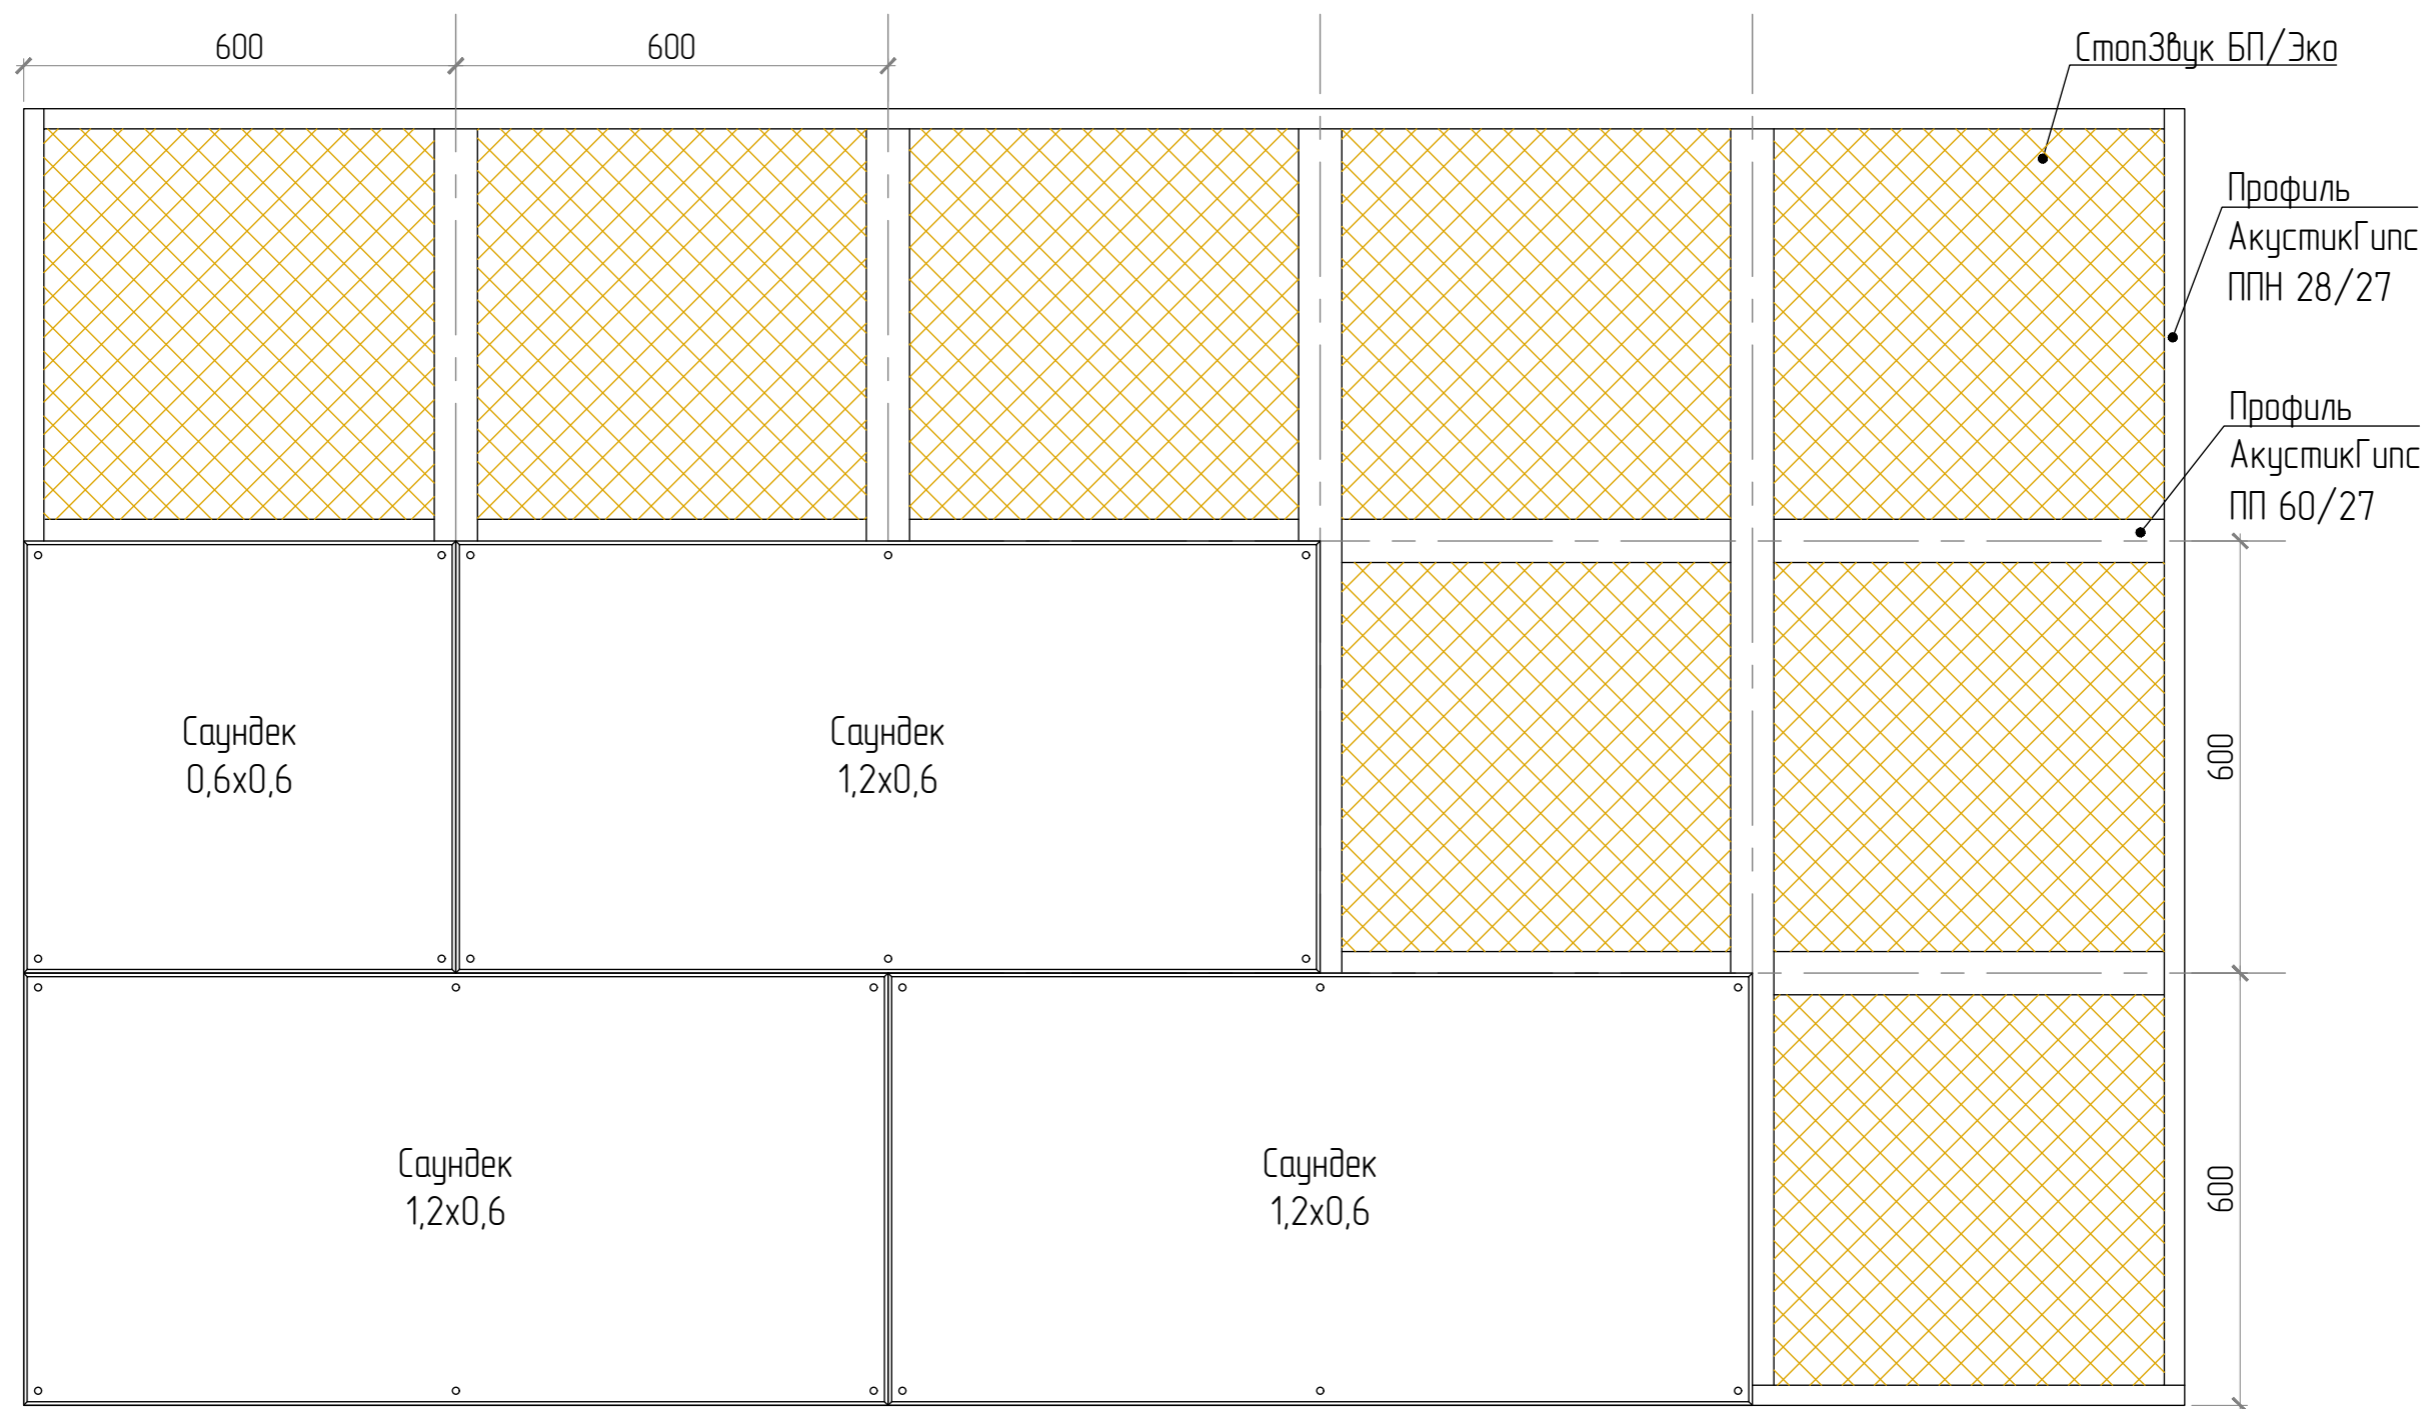 600
600
СтопЗвук БП/Эко
Профиль
АкустикГипс
ППН 28/27
Профиль
АкустикГипс
ПП 60/27
Саундек
0,6х0,6
Саундек
1,2х0,6
600
Саундек
1,2х0,6
Саундек
1,2х0,6
600